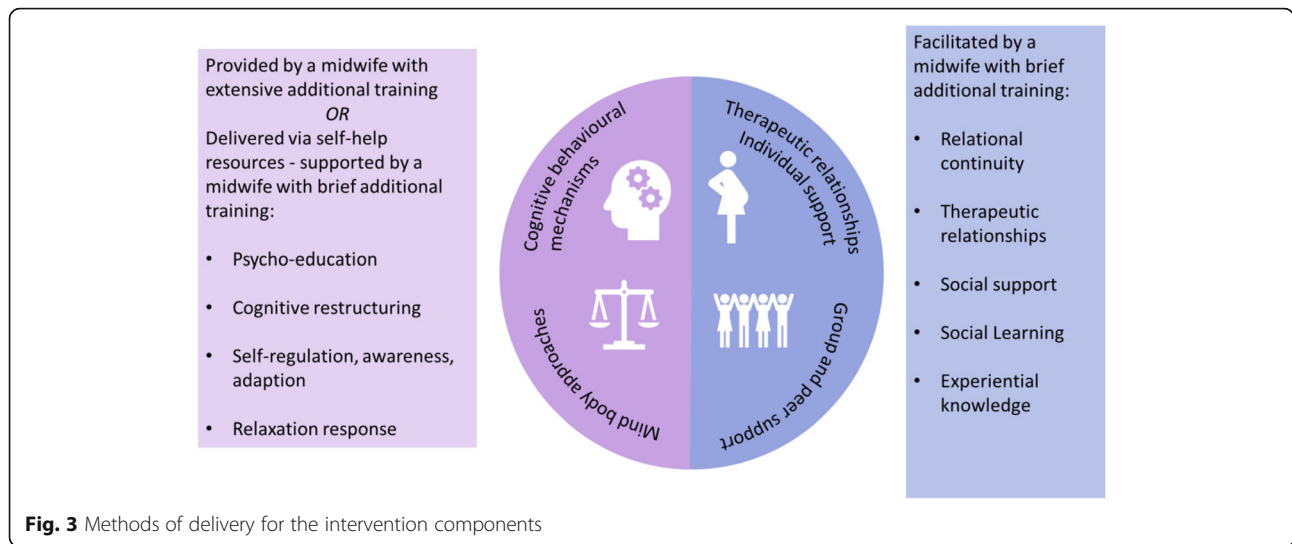 Provided by a midwife with
extensive additional training
OR
Delivered via self-help
resources - supported by a
midwife with brief additional
training:
• Psycho-education
• Cognitive restructuring
• Self-regulation, awareness,
adaption
• Relaxation response
Cognitive behavioural
mechanisms
Mind body approaches
Therapeutic relationships
Individual support
Group and peer support
Facilitated by a
midwife with brief
additional training:
• Relational
continuity
• Therapeutic
relationships
• Social support
• Social Learning
• Experiential
knowledge
Fig. 3 Methods of delivery for the intervention components